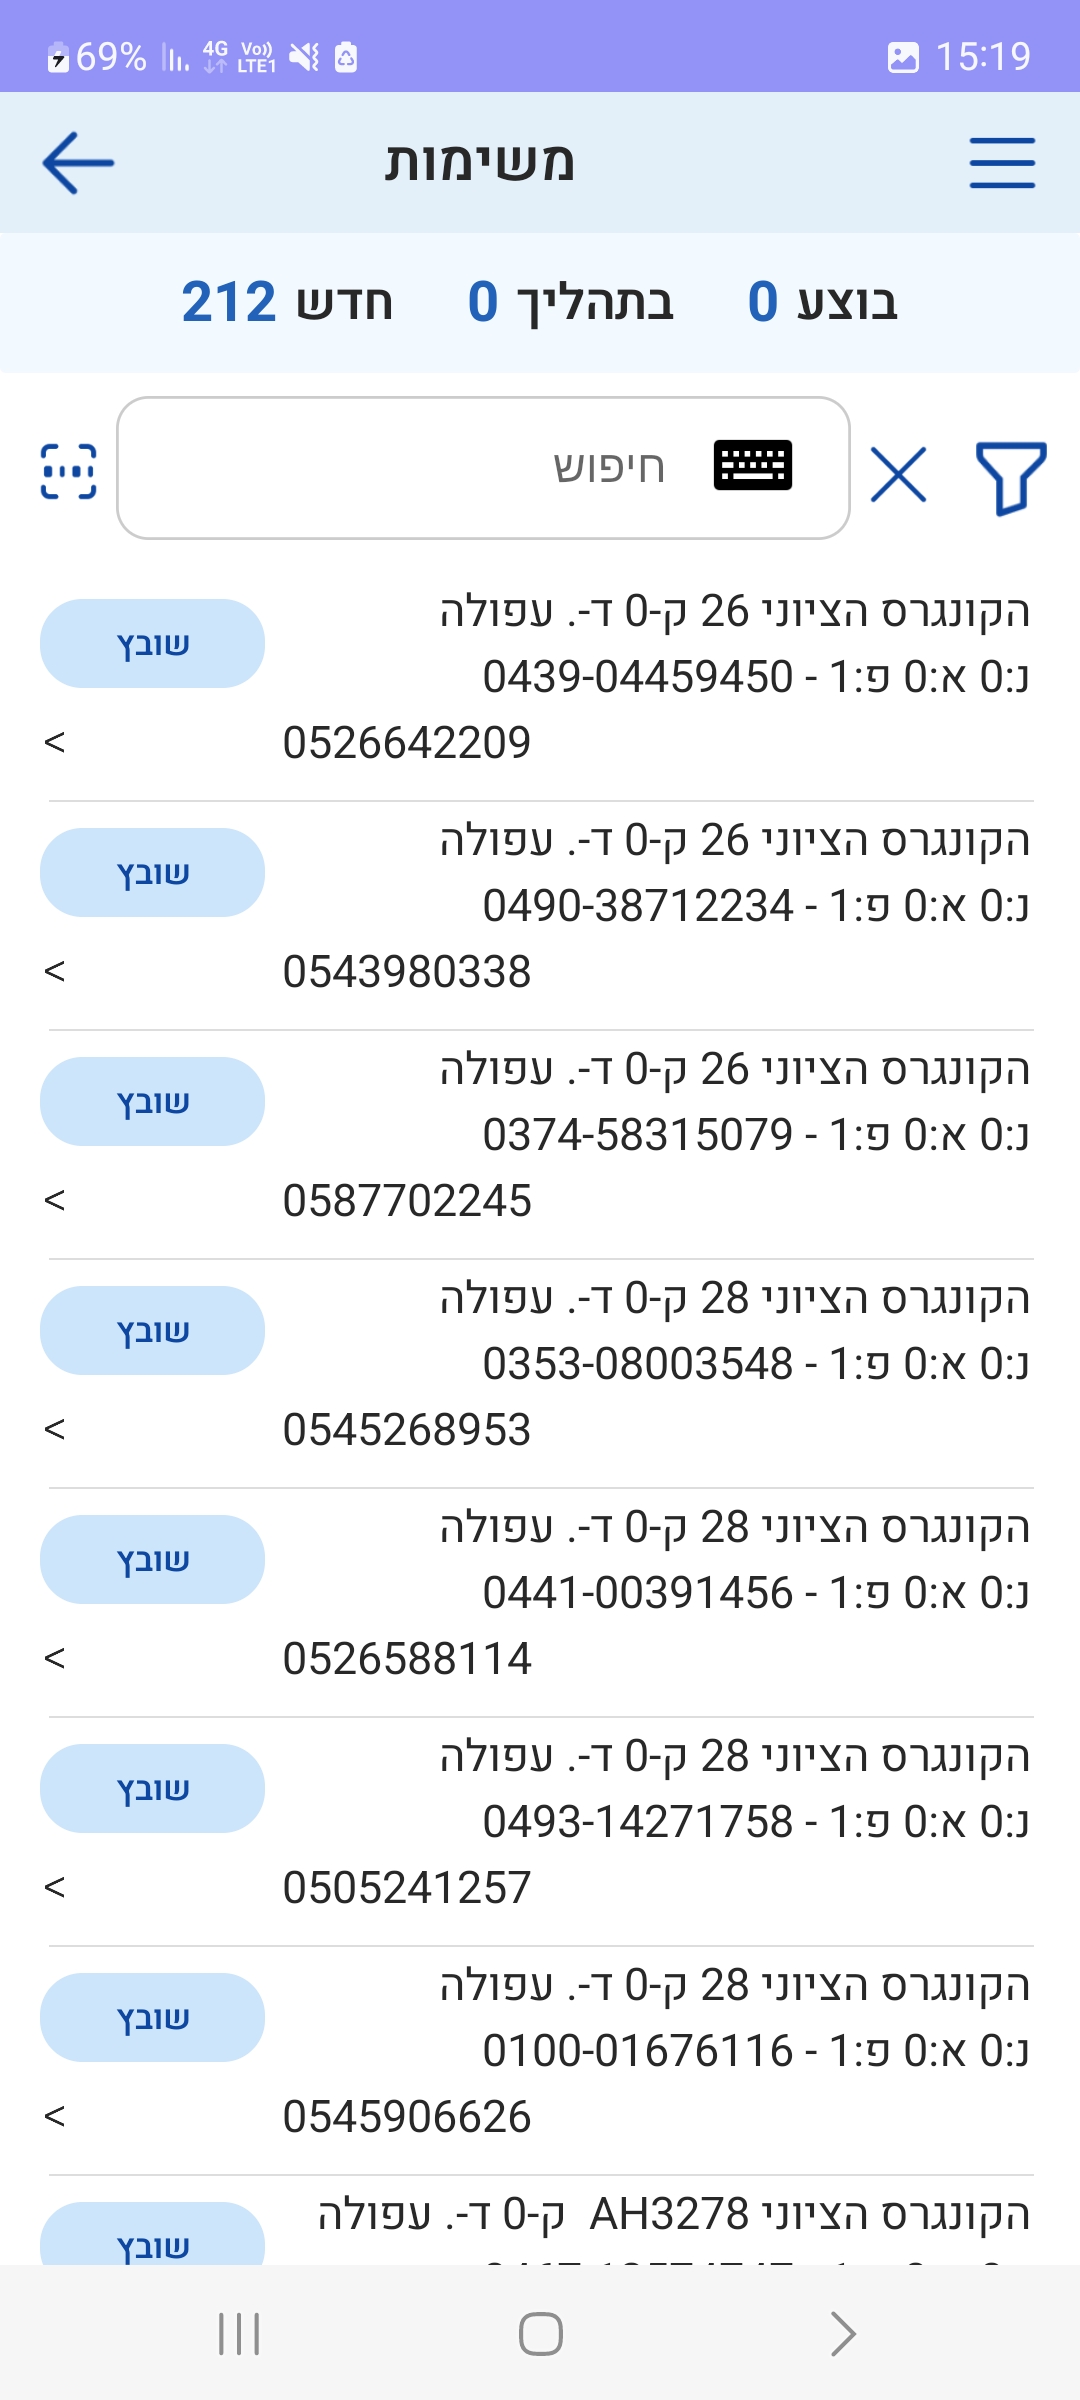 69% 4G Vo)) LTE1 15:19
משימות
בוצע 0 בתהליך 0 חדש 212
חיפוש
הקונגרס הציוני 26 ק-0 ד-. עפולה
שובץ
נ:0 א:0 פ:1 - 0439-04459450
0526642209 <
הקונגרס הציוני 26 ק-0 ד-. עפולה
שובץ
נ:0 א:0 פ:1 - 0490-38712234
0543980338 <
הקונגרס הציוני 26 ק-0 ד-. עפולה
שובץ
נ:0 א:0 פ:1 - 0374-58315079
0587702245 <
הקונגרס הציוני 28 ק-0 ד-. עפולה
שובץ
נ:0 א:0 פ:1 - 0353-08003548
0545268953 <
הקונגרס הציוני 28 ק-0 ד-. עפולה
שובץ
נ:0 א:0 פ:1 - 0441-00391456
0526588114 <
הקונגרס הציוני 28 ק-0 ד-. עפולה
שובץ
נ:0 א:0 פ:1 - 0493-14271758
0505241257 <
הקונגרס הציוני 28 ק-0 ד-. עפולה
שובץ
נ:0 א:0 פ:1 - 0100-01676116
0545906626 <
הקונגרס הציוני AH3278 ק-0 ד-. עפולה
שובץ